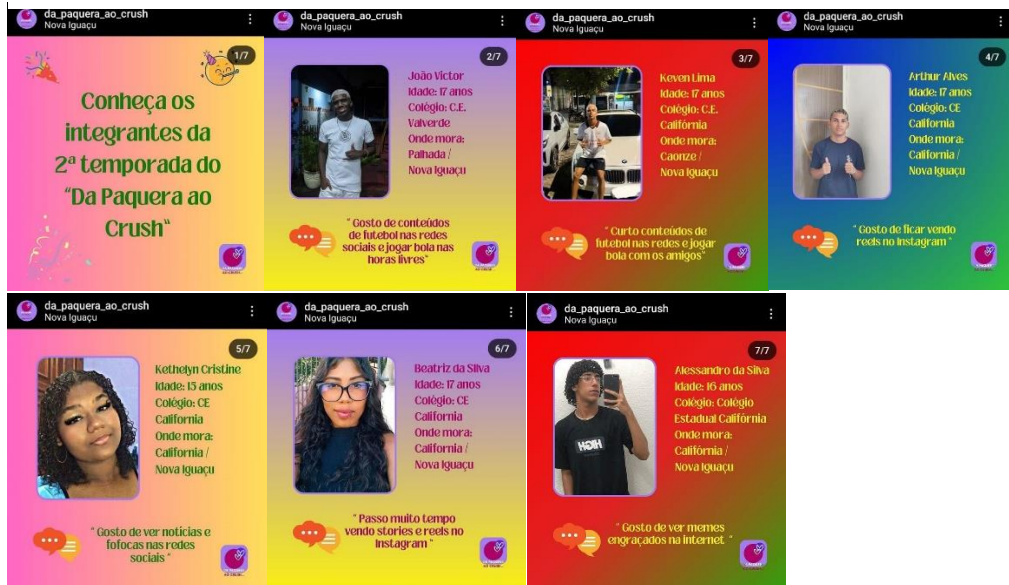 da_paquera_ao_crush
Nova Iguaçu
1/7
Conheça os
integrantes da
2ª temporada do
"Da Paquera ao
Crush"
da_paquera_ao_crush
Nova Iguaçu
2/7
João Victor
Idade: 17 anos
Colégio: C.E.
Valverde
Onde mora:
Palhada /
Nova Iguaçu
" Gosto de conteúdos
de futebol nas redes
sociais e jogar bola nas
horas livres"
da_paquera_ao_crush
Nova Iguaçu
3/7
Keven Lima
Idade: 17 anos
Colégio: C.E.
Califórnia
Onde mora:
Caonze /
Nova Iguaçu
" Curto conteúdos de
futebol nas redes e jogar
bola com os amigos"
da_paquera_ao_crush
Nova Iguaçu
4/7
Arthur Alves
Idade: 17 anos
Colégio: CE
California
Onde mora:
California /
Nova Iguaçu
" Gosto de ficar vendo
reels no Instagram "
da_paquera_ao_crush
Nova Iguaçu
5/7
Kethelyn Cristine
Idade: 15 anos
Colégio: CE
California
Onde mora:
California /
Nova Iguaçu
" Gosto de ver notícias e
fofocas nas redes
sociais "
da_paquera_ao_crush
Nova Iguaçu
6/7
Beatriz da Silva
Idade: 17 anos
Colégio: CE
California
Onde mora:
California /
Nova Iguaçu
" Passo muito tempo
vendo stories e reels no
Instagram "
da_paquera_ao_crush
Nova Iguaçu
7/7
Alessandro da Silva
Idade: 16 anos
Colégio: Colégio
Estadual Califórnia
Onde mora:
Califórnia /
Nova Iguaçu
" Gosto de ver memes
engraçados na internet "